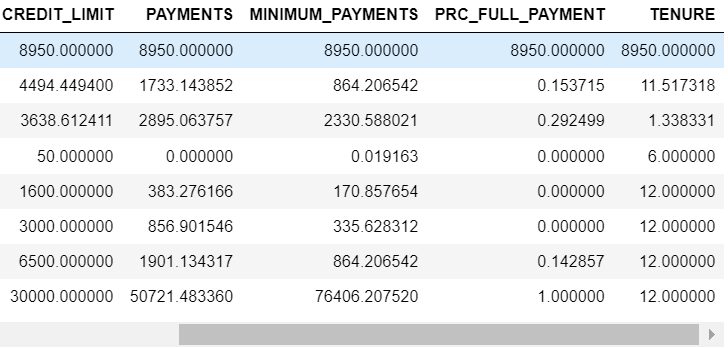 CREDIT_LIMIT PAYMENTS MINIMUM_PAYMENTS PRC_FULL_PAYMENT TENURE
8950.000000 8950.000000 8950.000000 8950.000000 8950.000000
4494.449400 1733.143852 864.206542 0.153715 11.517318
3638.612411 2895.063757 2330.588021 0.292499 1.338331
50.000000 0.000000 0.019163 0.000000 6.000000
1600.000000 383.276166 170.857654 0.000000 12.000000
3000.000000 856.901546 335.628312 0.000000 12.000000
6500.000000 1901.134317 864.206542 0.142857 12.000000
30000.000000 50721.483360 76406.207520 1.000000 12.000000